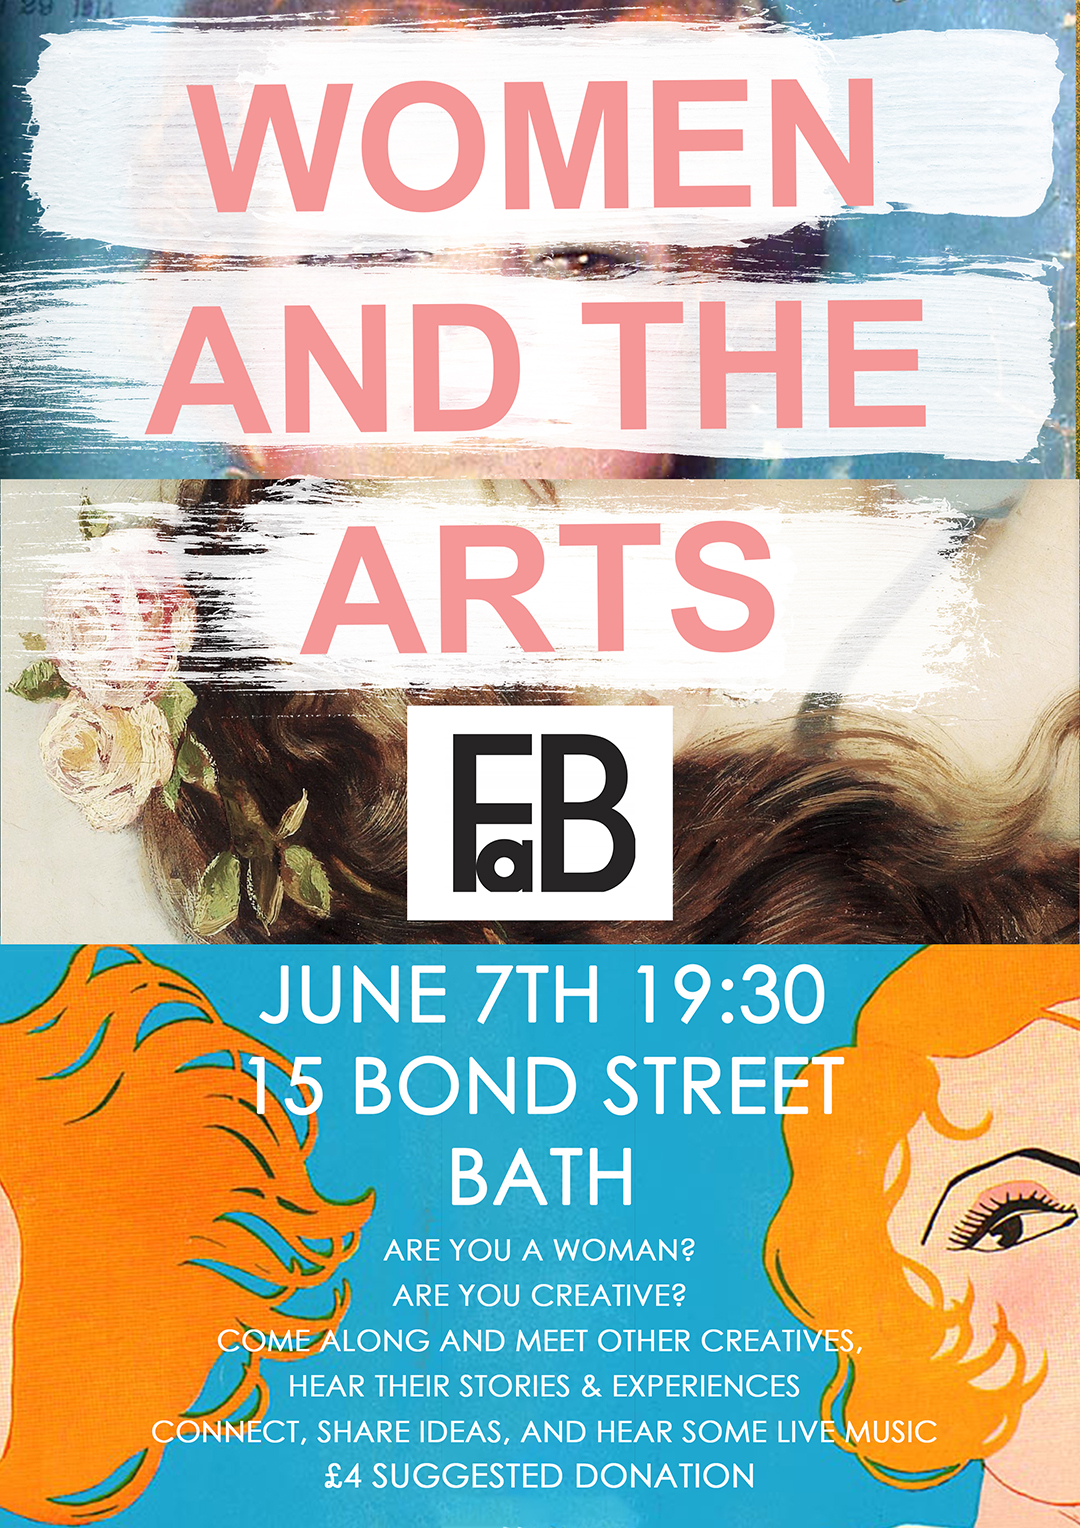 29 1914
WOMEN
AND THE
ARTS
FaB
JUNE 7TH 19:30
15 BOND STREET
BATH
ARE YOU A WOMAN?
ARE YOU CREATIVE?
COME ALONG AND MEET OTHER CREATIVES,
HEAR THEIR STORIES & EXPERIENCES
CONNECT, SHARE IDEAS, AND HEAR SOME LIVE MUSIC
£4 SUGGESTED DONATION